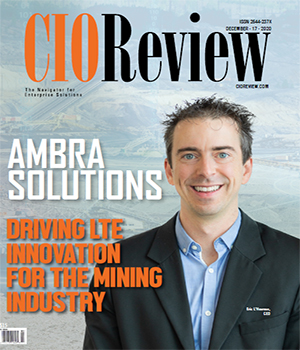 ISSN 2644-237X
DECEMBER - 17 - 2020
CIOReview
CIOREVIEW.COM
The Navigator for
Enterprise Solutions
AMBRA
SOLUTIONS
DRIVING LTE
INNOVATION
FOR THE MINING
INDUSTRY
CEO